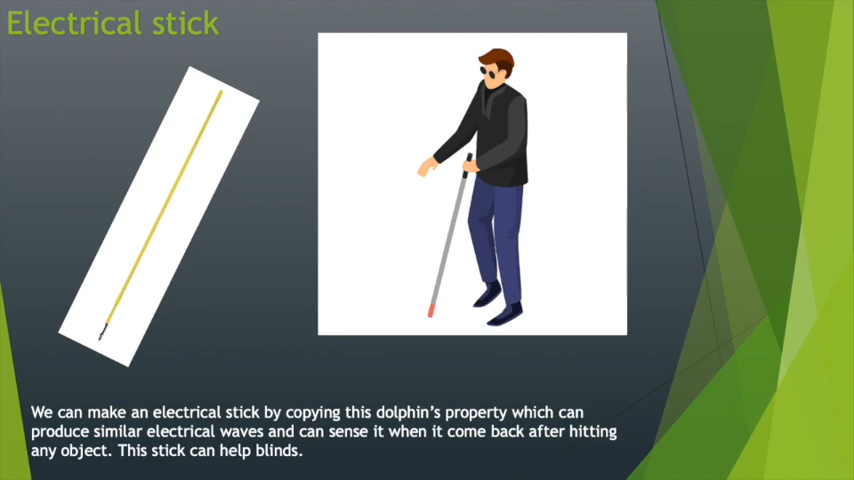 Electrical stick
We can make an electrical stick by copying this dolphin's property which can
produce similar electrical waves and can sense it when it come back after hitting
any object. This stick can help blinds.